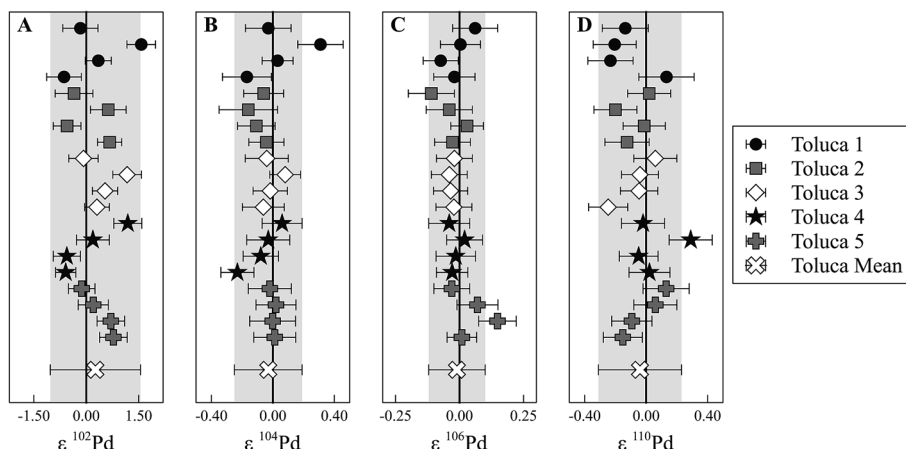 A B C D
Toluca 1
Toluca 2
Toluca 3
Toluca 4
Toluca 5
Toluca Mean
-1.50 0.00 1.50 -0.40 0.00 0.40 -0.25 0.00 0.25 -0.40 0.00 0.40
ε ¹⁰²Pd ε ¹⁰⁴Pd ε ¹⁰⁶Pd ε ¹¹⁰Pd